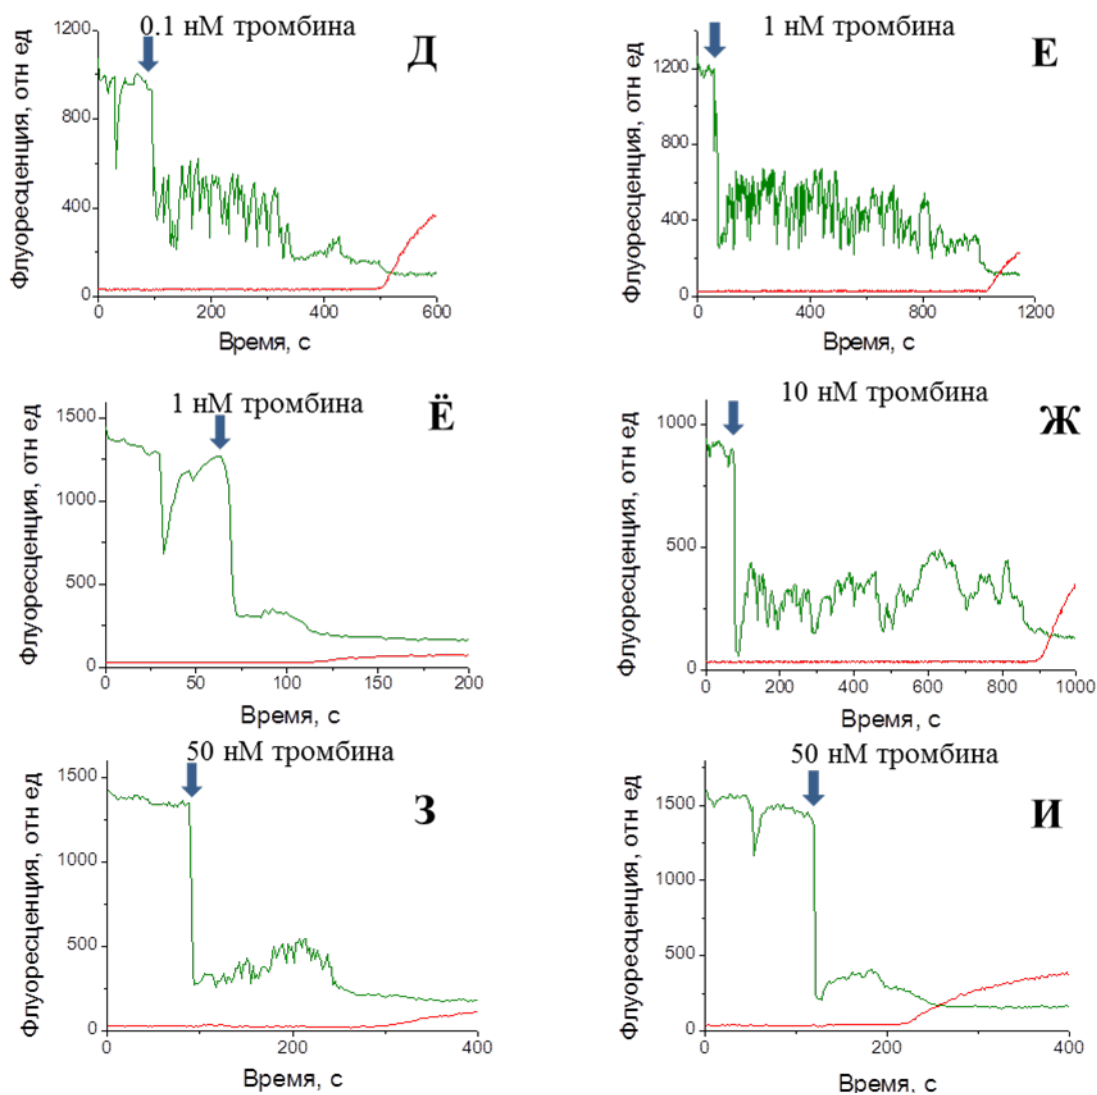 0.1 нМ тромбина
Д
Флуоресценция, отн ед
1200
800
400
0
0 200 400 600
Время, с
1 нМ тромбина
Е
Флуоресценция, отн ед
1200
800
400
0
0 400 800 1200
Время, с
1 нМ тромбина
Ё
Флуоресценция, отн ед
1500
1000
500
0
0 50 100 150 200
Время, с
10 нМ тромбина
Ж
Флуоресценция, отн ед
1000
500
0
0 200 400 600 800 1000
Время, с
50 нМ тромбина
З
Флуоресценция, отн ед
1500
1000
500
0
0 200 400
Время, с
50 нМ тромбина
И
Флуоресценция, отн ед
1500
1000
500
0
0 200 400
Время, с